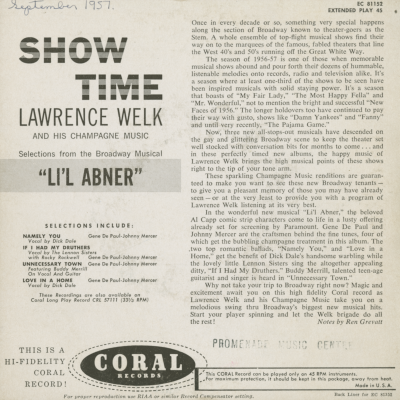 September 1957.
EC 81152
EXTENDED PLAY 45
SHOW
TIME
LAWRENCE WELK
AND HIS CHAMPAGNE MUSIC
Selections from the Broadway Musical
"LI'L ABNER"
SELECTIONS INCLUDE:
NAMELY YOU Gene De Paul-Johnny Mercer
Vocal by Dick Dale
IF I HAD MY DRUTHERS Gene De Paul-Johnny Mercer
Vocal by The Lennon Sisters
with Rocky Rockwell
UNNECESSARY TOWN Gene De Paul-Johnny Mercer
Featuring Buddy Merrill
On Vocal And Guitar
LOVE IN A HOME Gene De Paul-Johnny Mercer
Vocal by Dick Dale
These Recordings are also available on
Coral Long Play Record CRL 57111 (33⅓ RPM)
Once in every decade or so, something very special happens
along the section of Broadway known to theater-goers as the
Stem. A whole ensemble of top-flight musical shows find their
way on to the marquees of the famous, fabled theaters that line
the West 40's and 50's running off the Great White Way.
The season of 1956-57 is one of those when memorable
musical shows abound and pour forth their dozens of hummable,
listenable melodies onto records, radio and television alike. It's
a season where at least one-third of the shows to be seen have
been inspired musicals with solid staying power. It's a season
that boasts of "My Fair Lady," "The Most Happy Fella" and
"Mr. Wonderful," not to mention the bright and successful "New
Faces of 1956." The longer holdovers too have continued to pay
their way with gusto, shows like "Damn Yankees" and "Fanny"
and until very recently, "The Pajama Game."
Now, three new all-stops-out musicals have descended on
the gay and glittering Broadway scene to keep the theater set
well stocked with conversation bits for months to come . . . and
in these perfectly timed new albums, the happy music of
Lawrence Welk brings the high musical points of these shows
right to the tip of your tone arm.
These sparkling Champagne Music renditions are guaran-
teed to make you want to see these new Broadway tenants—
to give you a pleasant memory of those you may have already
seen—or at the very least to provide you with a program of
Lawrence Welk listening at its very best.
In the wonderful new musical "Li'l Abner," the beloved
Al Capp comic strip characters come to life in a lusty offering
already set for screening by Paramount. Gene De Paul and
Johnny Mercer are the craftsmen behind the fine tunes, four of
which get the bubbling champagne treatment in this album. The
two top romantic ballads, "Namely You," and "Love in a
Home," get the benefit of Dick Dale's handsome warbling while
the lovely little Lennon Sisters sing the altogether appealing
ditty, "If I Had My Druthers." Buddy Merrill, talented teen-age
guitarist and singer is heard in "Unnecessary Town."
Why not take your trip to Broadway right now? Magic and
excitement await you on this high fidelity Coral record as
Lawrence Welk and his Champagne Music take you on a
melodious swing thru Broadway's biggest new musical hits.
Start your player spinning and let the Welk brigade do all
the rest! Notes by Ren Grevatt
PROMENADE MUSIC CENTER
THIS IS A
HI-FIDELITY
CORAL
RECORD!
CORAL
RECORDS
This CORAL Record can be played only on 45 RPM instruments.
For maximum protection, it should be kept in this package, away from heat.
Made in U.S.A.
For proper reproduction use RIAA or similar Record Compensator setting.
Back Liner for EC 81152